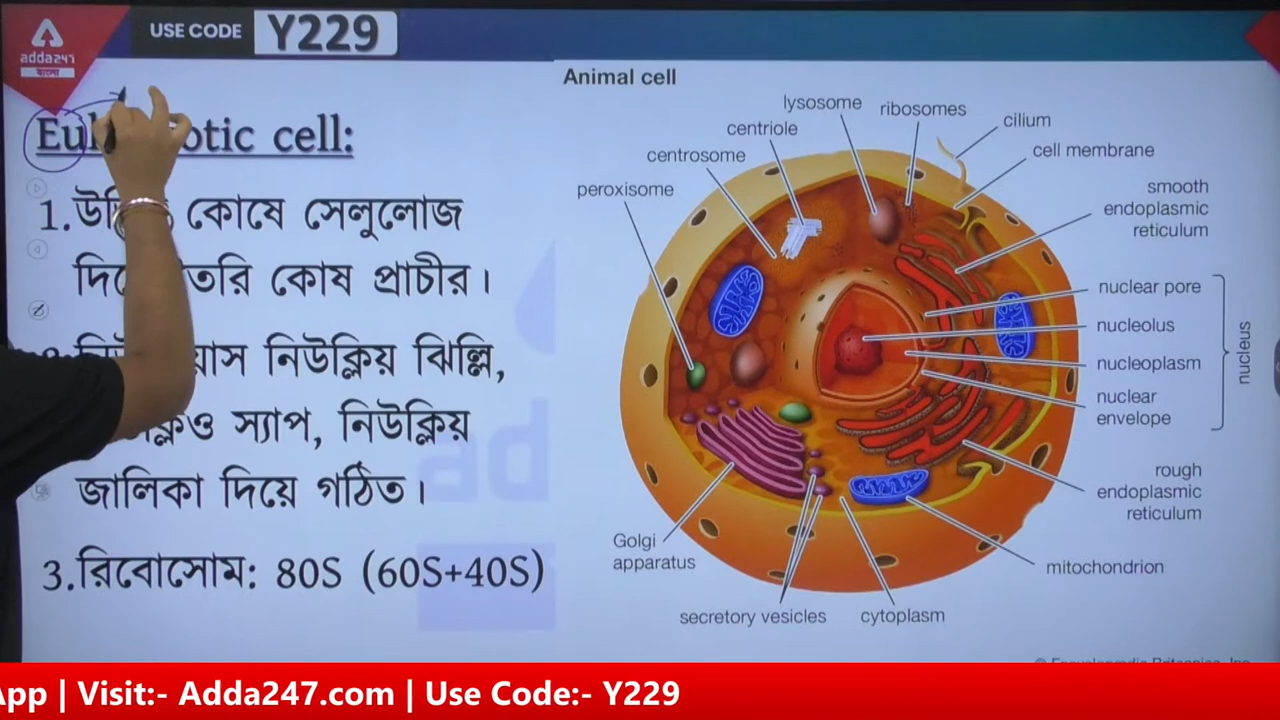 adda247
বাংলা
USE CODE
Y229
Animal cell
otic cell:
1. কোষে সেলুলোজ
কোষ প্রাচীর।
নিউক্লিয় ঝিল্লি,
স্যাপ, নিউক্লিয়
জালিকা দিয়ে গঠিত।
3.রিবোসোম: 80S (60S+40S)
lysosome
ribosomes
centriole
cilium
centrosome
cell membrane
peroxisome
smooth
endoplasmic
reticulum
nuclear pore
nucleolus
nucleoplasm
nuclear
envelope
nucleus
rough
endoplasmic
reticulum
Golgi
apparatus
mitochondrion
secretory vesicles
cytoplasm
App | Visit:- Adda247.com | Use Code:- Y229